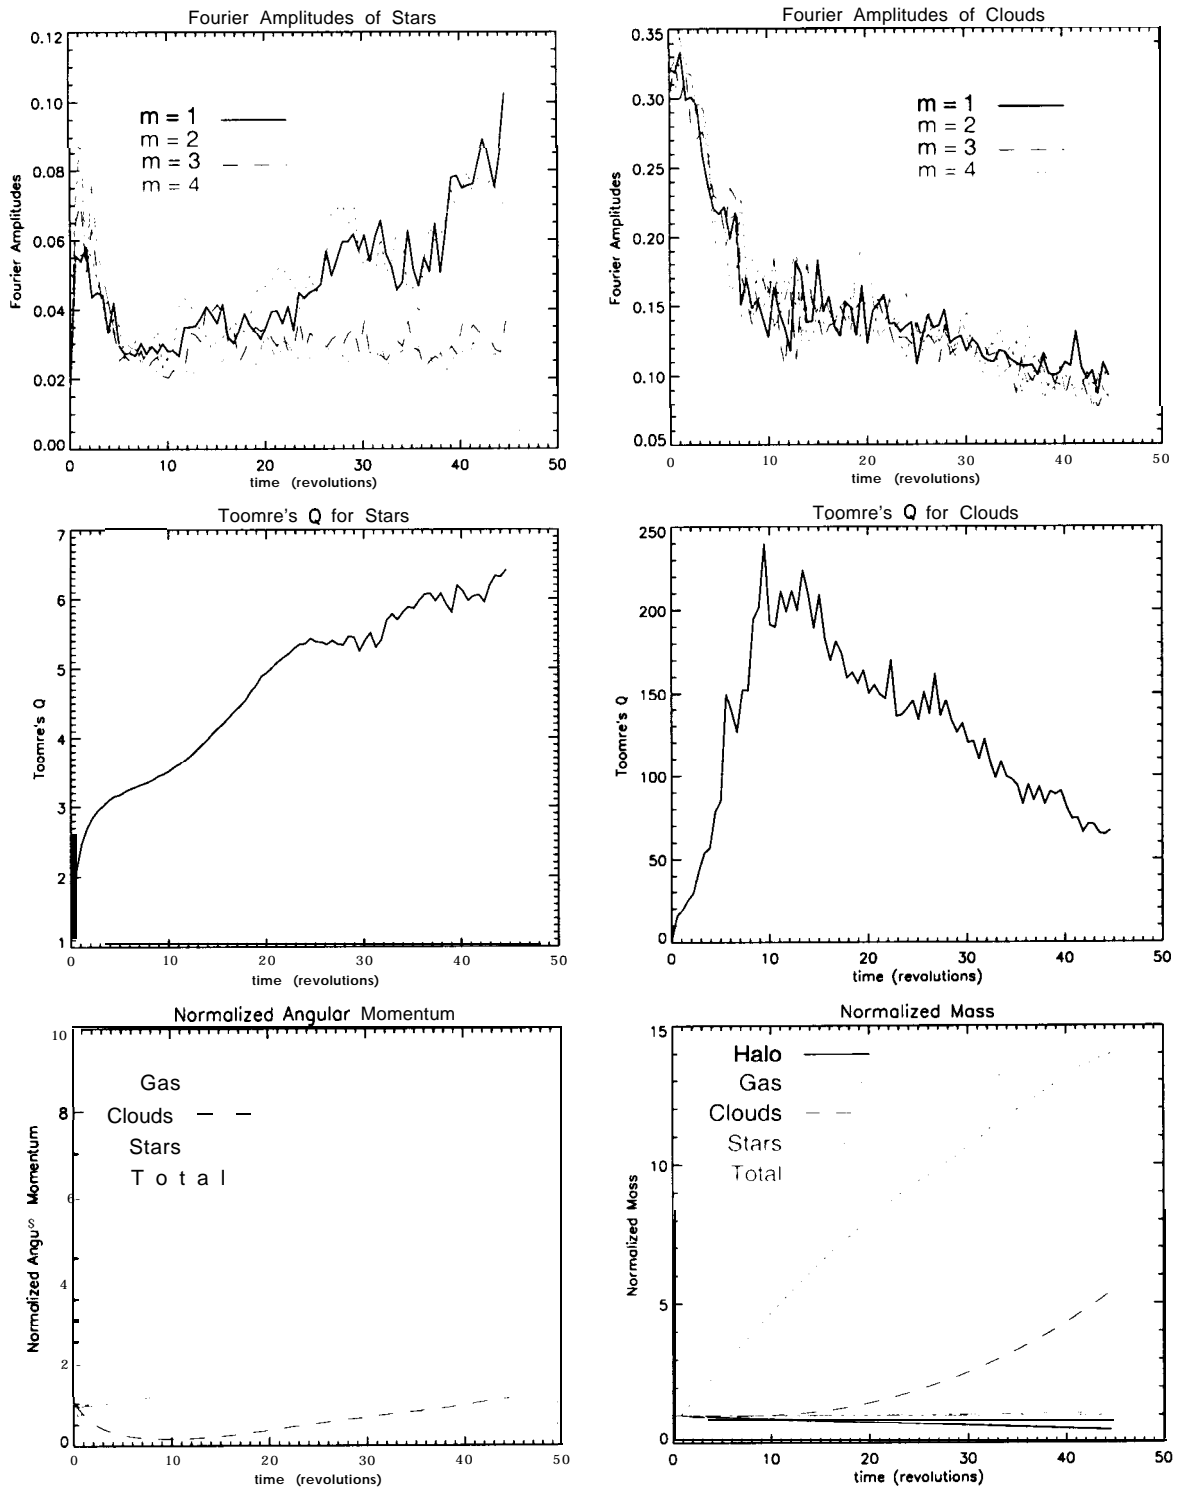 Fourier Amplitudes of Stars
0.12
0.10
0.08
0.06
0.04
0.02
0.00
Fourier Amplitudes
m = 1
m = 2
m = 3
m = 4
0 10 20 30 40 50
time (revolutions)
Fourier Amplitudes of Clouds
0.35
0.30
0.25
0.20
0.15
0.10
0.05
Fourier Amplitudes
m = 1
m = 2
m = 3
m = 4
0 10 20 30 40 50
time (revolutions)
Toomre's Q for Stars
7
6
5
4
3
2
1
Toomre's Q
0 10 20 30 40 50
time (revolutions)
Toomre's Q for Clouds
250
200
150
100
50
0
Toomre's Q
0 10 20 30 40 50
time (revolutions)
Normalized Angular Momentum
10
8
6
4
2
0
Normalized Angu s Momentum
Gas
Clouds
Stars
Total
0 10 20 30 40 50
time (revolutions)
Normalized Mass
15
10
5
0
Normalized Mass
Halo
Gas
Clouds
Stars
Total
0 10 20 30 40 50
time (revolutions)